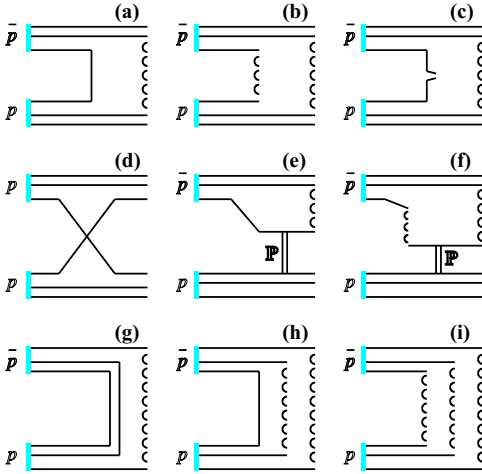 (a) (b) (c)
p̄ p̄ p̄
p p p
(d) (e) (f)
p p̄ p̄
ℙ ℙ
p p p
(g) (h) (i)
p̄ p̄ p̄
p p p